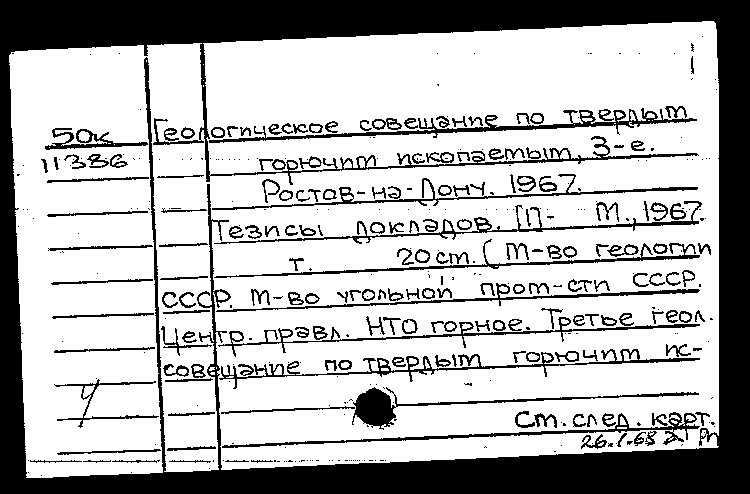 50к Геологическое совещание по твердым
11386 горючим ископаемым, 3-е.
Ростов-на-Дону. 1967.
Тезисы докладов. [1]- М., 1967.
т. 20 см. (М-во геологии
СССР. М-во угольной пром-сти СССР.
Центр. правл. НТО горное. Третье геол.
совещание по твердым горючим ис-
См. след. карт.
26.I.68